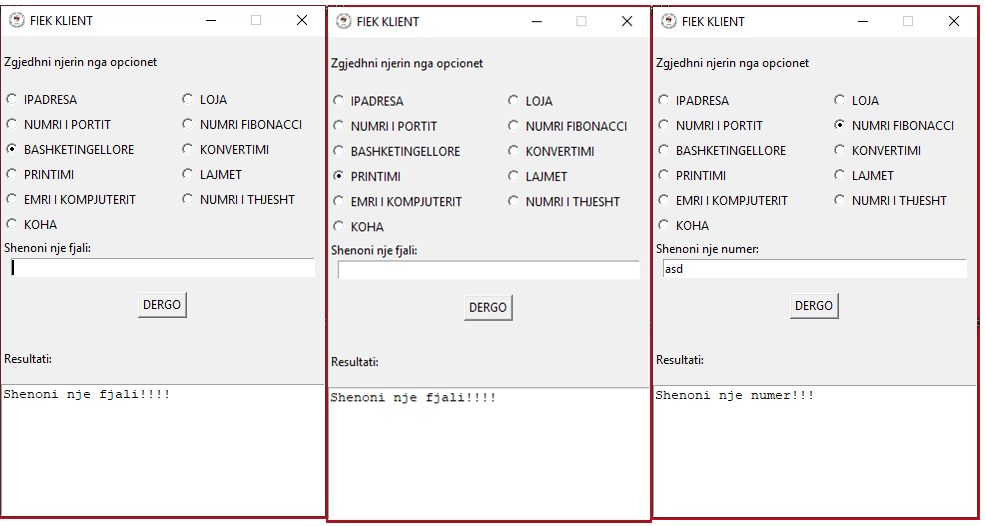 FIEK KLIENT
Zgjedhni njerin nga opcionet
IPADRESA LOJA
NUMRI I PORTIT NUMRI FIBONACCI
BASHKETINGELLORE KONVERTIMI
PRINTIMI LAJMET
EMRI I KOMPJUTERIT NUMRI I THJESHT
KOHA
Shenoni nje fjali:
DERGO
Resultati:
Shenoni nje fjali!!!!
FIEK KLIENT
Zgjedhni njerin nga opcionet
IPADRESA LOJA
NUMRI I PORTIT NUMRI FIBONACCI
BASHKETINGELLORE KONVERTIMI
PRINTIMI LAJMET
EMRI I KOMPJUTERIT NUMRI I THJESHT
KOHA
Shenoni nje fjali:
DERGO
Resultati:
Shenoni nje fjali!!!!
FIEK KLIENT
Zgjedhni njerin nga opcionet
IPADRESA LOJA
NUMRI I PORTIT NUMRI FIBONACCI
BASHKETINGELLORE KONVERTIMI
PRINTIMI LAJMET
EMRI I KOMPJUTERIT NUMRI I THJESHT
KOHA
Shenoni nje numer:
asd
DERGO
Resultati:
Shenoni nje numer!!!